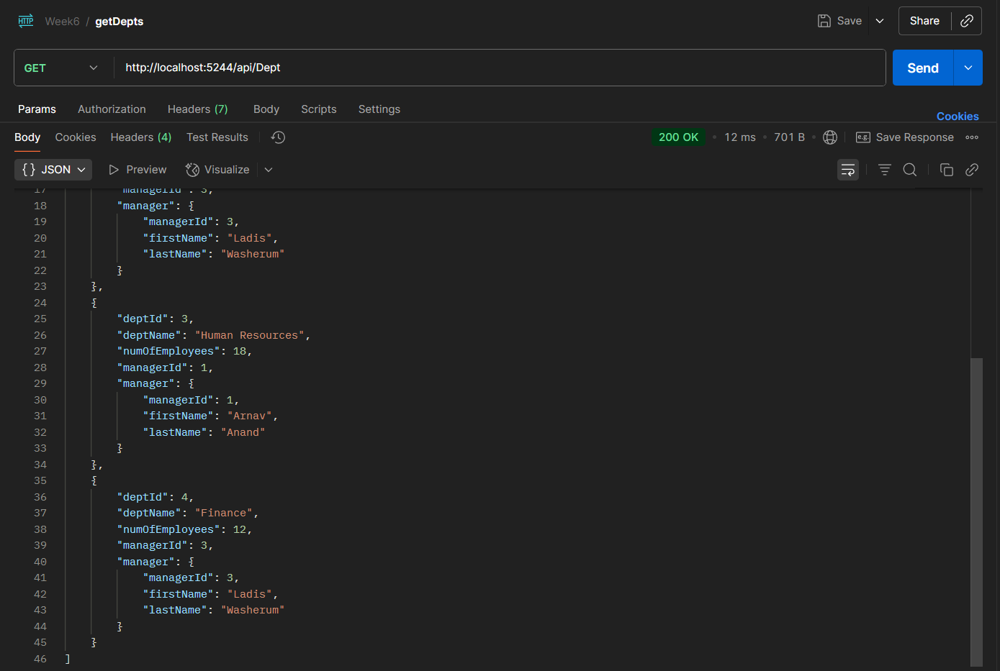 HTTP Week6 / getDepts Save Share
GET http://localhost:5244/api/Dept Send
Params Authorization Headers (7) Body Scripts Settings Cookies
Body Cookies Headers (4) Test Results 200 OK • 12 ms • 701 B • e.g. Save Response
{} JSON Preview Visualize
17 "managerId": 3,
18 "manager": {
19 "managerId": 3,
20 "firstName": "Ladis",
21 "lastName": "Washerum"
22 }
23 },
24 {
25 "deptId": 3,
26 "deptName": "Human Resources",
27 "numOfEmployees": 18,
28 "managerId": 1,
29 "manager": {
30 "managerId": 1,
31 "firstName": "Arnav",
32 "lastName": "Anand"
33 }
34 },
35 {
36 "deptId": 4,
37 "deptName": "Finance",
38 "numOfEmployees": 12,
39 "managerId": 3,
40 "manager": {
41 "managerId": 3,
42 "firstName": "Ladis",
43 "lastName": "Washerum"
44 }
45 }
46 ]